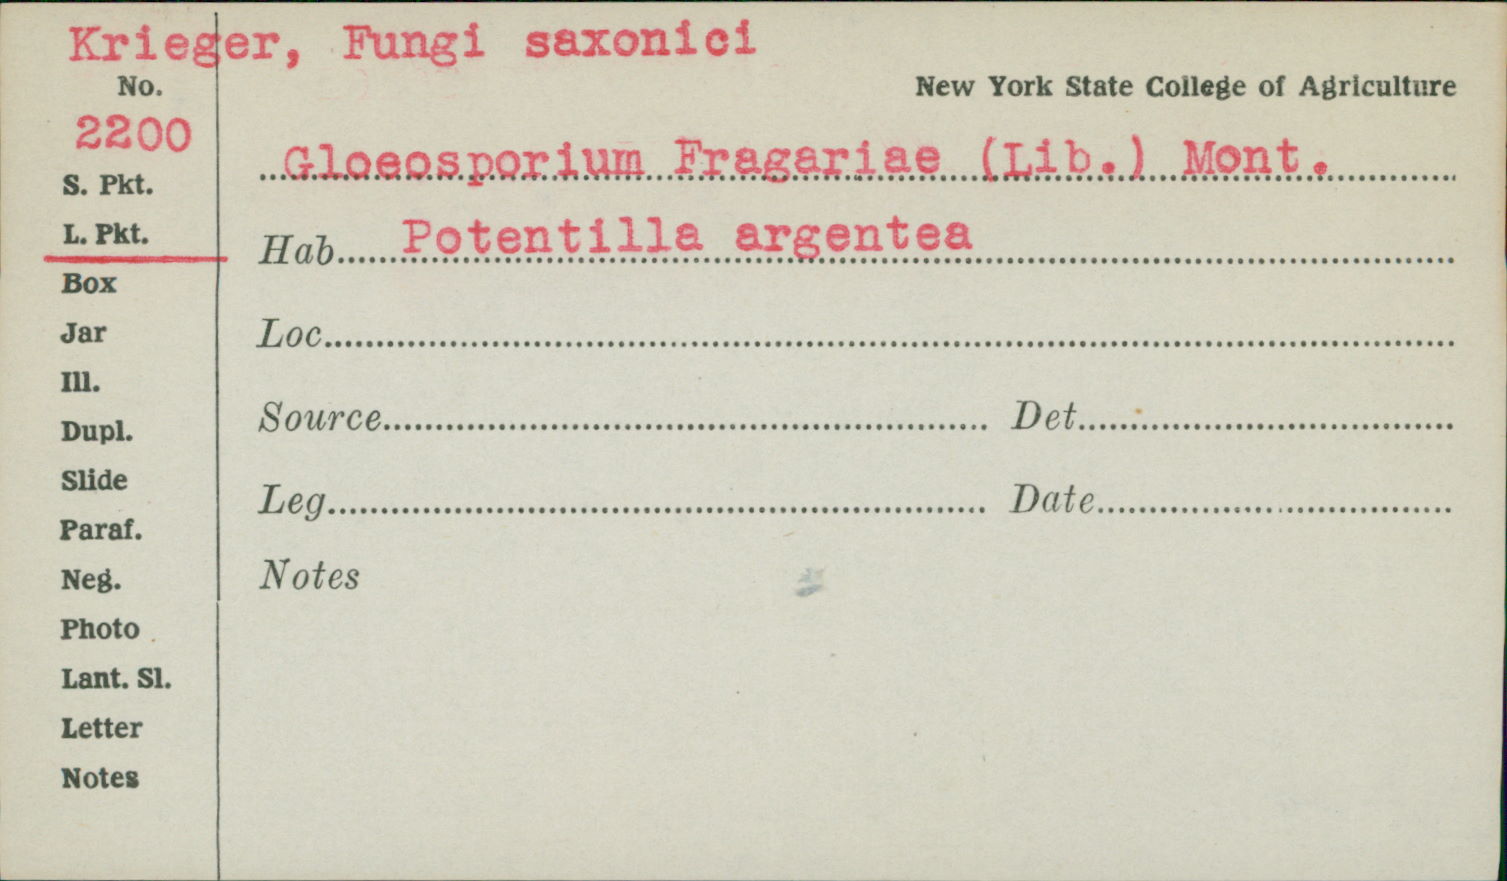 Krieger, Fungi saxonici
No.
New York State College of Agriculture
2200
Gloeosporium Fragariae (Lib.) Mont.
S. Pkt.
L. Pkt.
Hab. Potentilla argentea
Box
Jar
Loc.
Ill.
Dupl.
Source Det.
Slide
Leg. Date
Paraf.
Neg.
Notes
Photo
Lant. Sl.
Letter
Notes